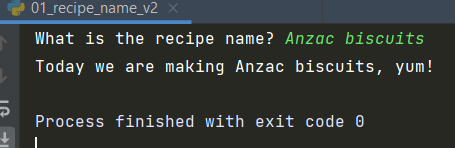 01_recipe_name_v2
What is the recipe name? Anzac biscuits
Today we are making Anzac biscuits, yum!
Process finished with exit code 0